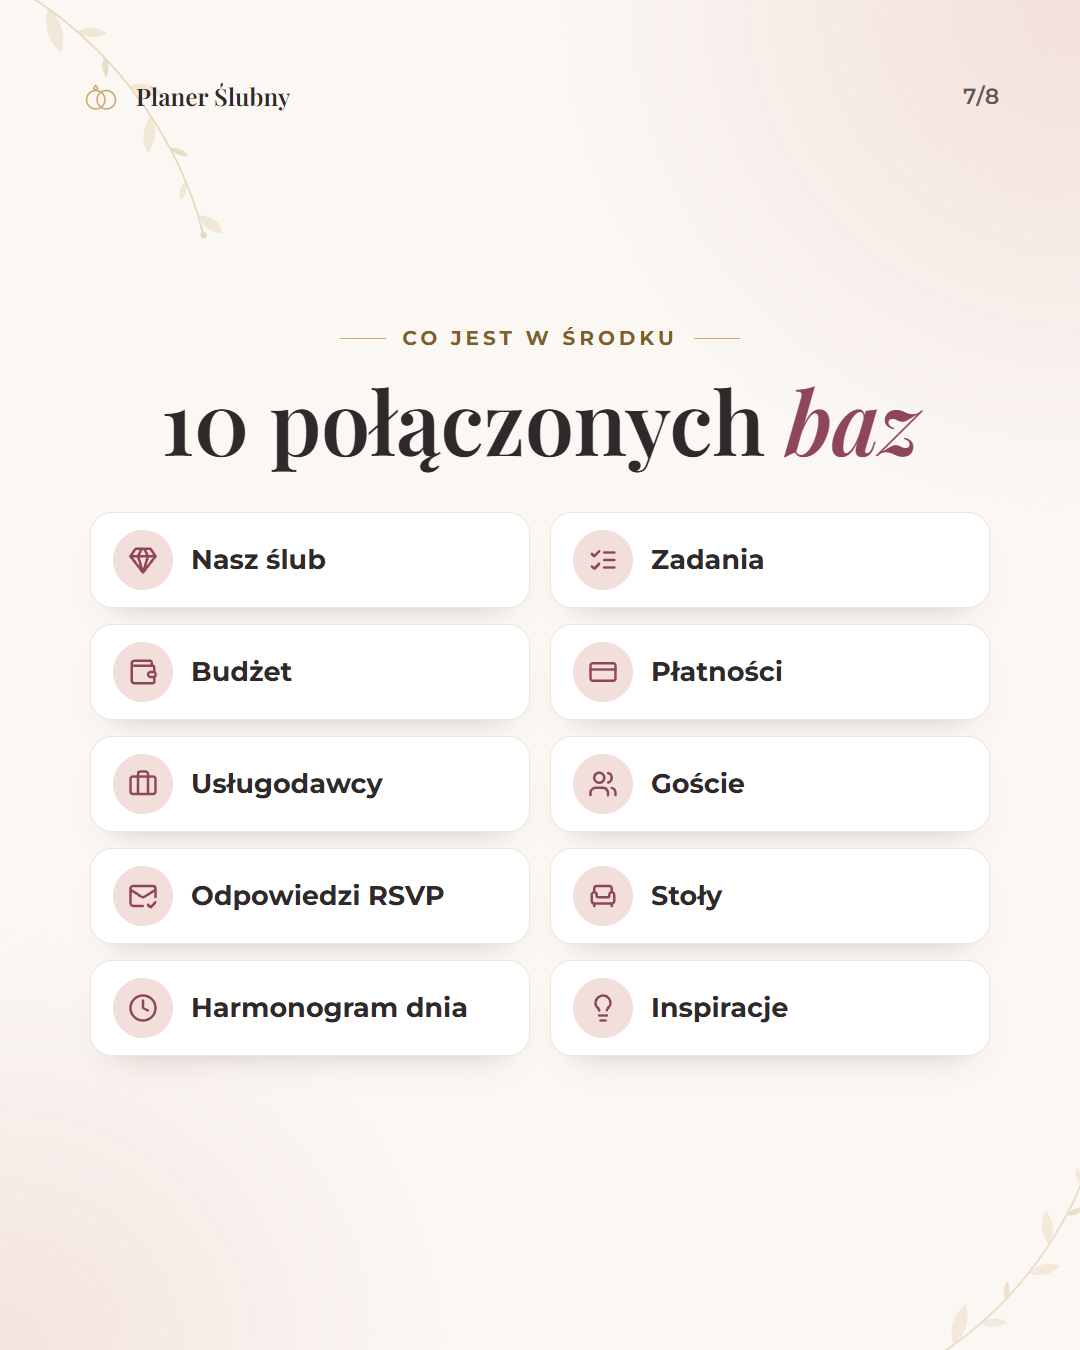 Planer Ślubny
7/8
CO JEST W ŚRODKU
10 połączonych baz
Nasz ślub
Zadania
Budżet
Płatności
Usługodawcy
Goście
Odpowiedzi RSVP
Stoły
Harmonogram dnia
Inspiracje